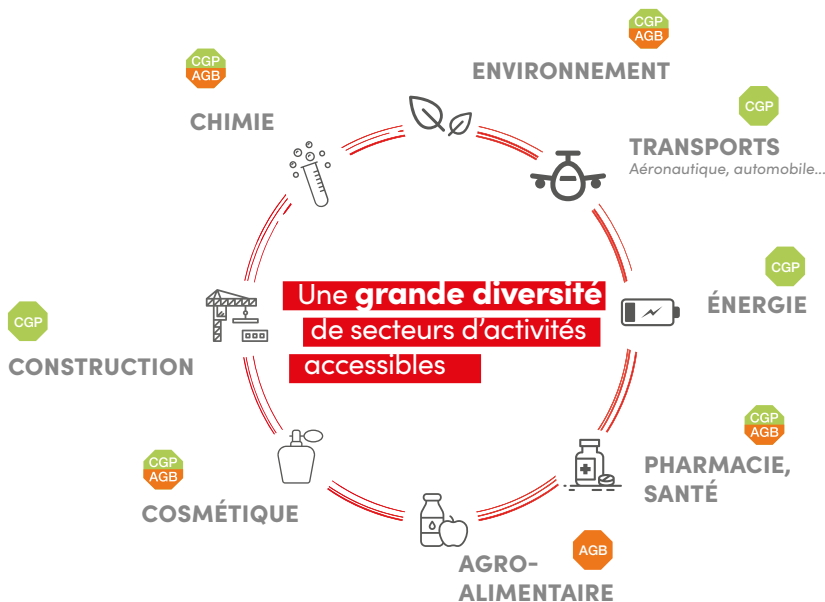 CGP
AGB
ENVIRONNEMENT
CGP
TRANSPORTS
Aéronautique, automobile...
CGP
ÉNERGIE
CGP
AGB
PHARMACIE,
SANTÉ
AGB
AGRO-
ALIMENTAIRE
CGP
AGB
COSMÉTIQUE
CGP
CONSTRUCTION
CGP
AGB
CHIMIE
Une grande diversité
de secteurs d'activités
accessibles